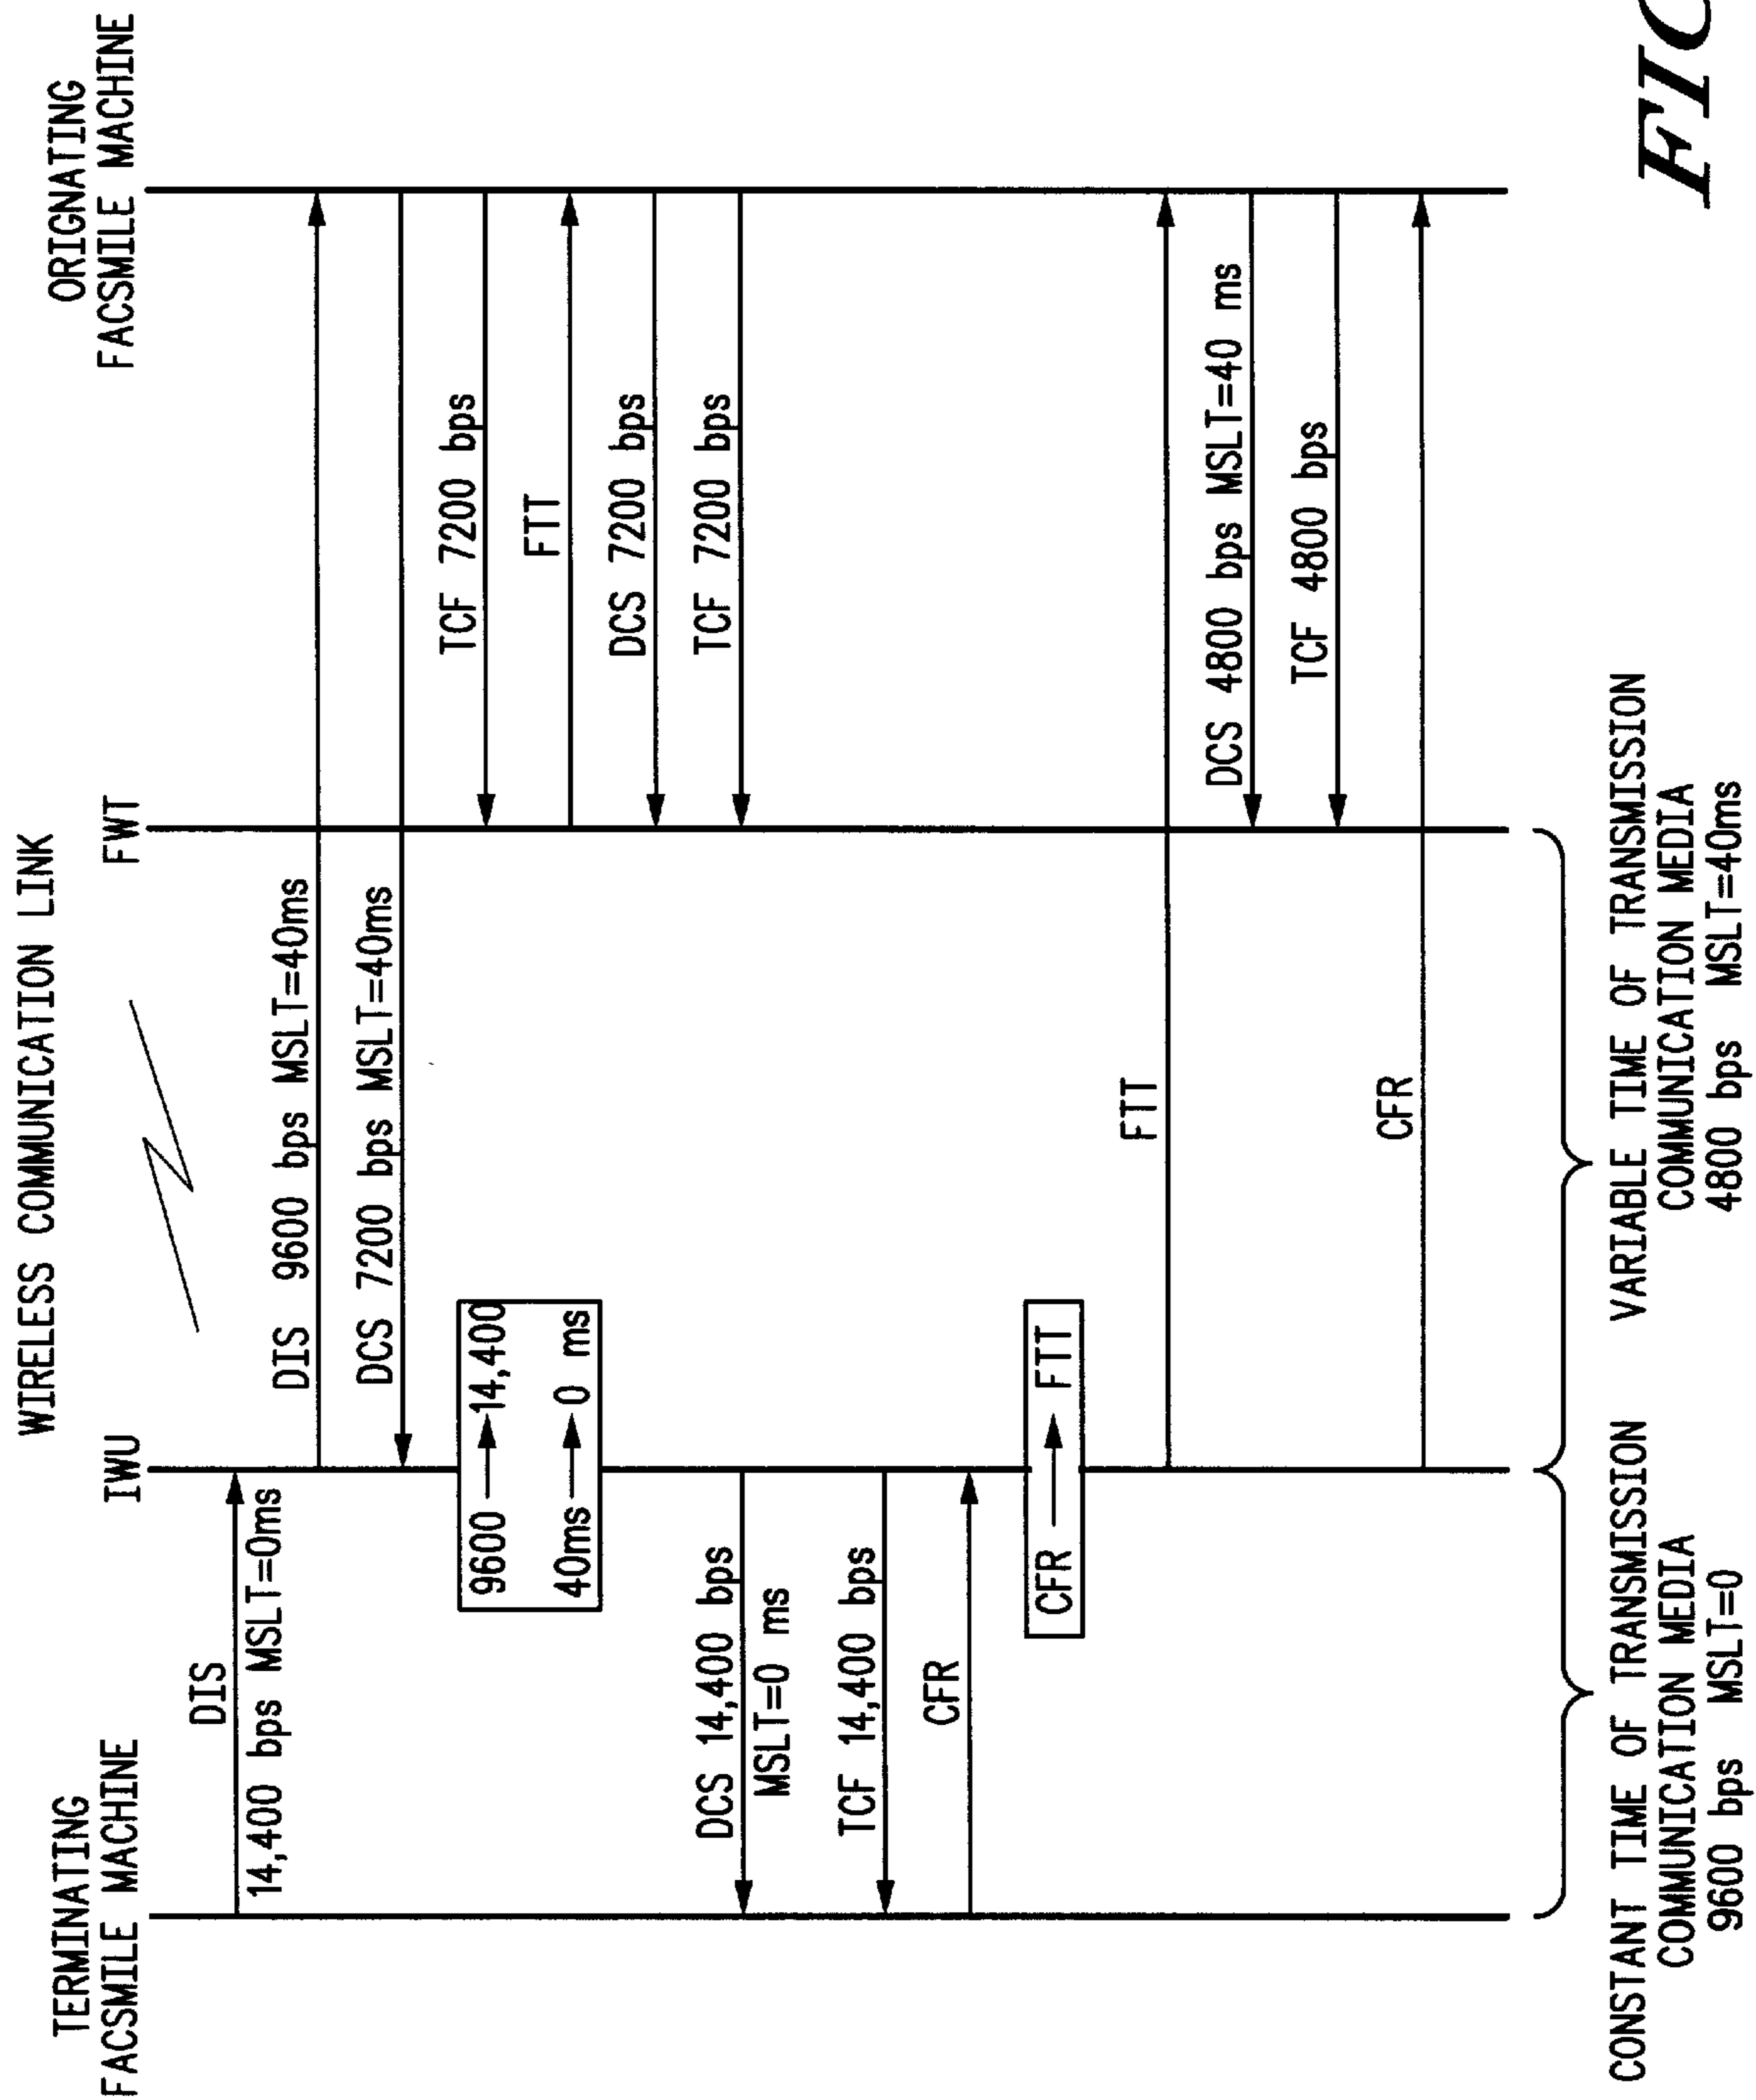 WIRELESS COMMUNICATION LINK
TERMINATING
FACSMILE MACHINE
IWU
FWT
ORIGNATING
FACSMILE MACHINE
DIS
14,400 bps MSLT=0ms
DIS 9600 bps MSLT=40ms
DCS 7200 bps MSLT=40ms
9600 → 14,400
40ms → 0 ms
TCF 7200 bps
FTT
DCS 7200 bps
TCF 7200 bps
DCS 14,400 bps
MSLT=0 ms
TCF 14,400 bps
CFR
CFR → FTT
FTT
DCS 4800 bps MSLT=40 ms
TCF 4800 bps
CFR
CONSTANT TIME OF TRANSMISSION
COMMUNICATION MEDIA
9600 bps MSLT=0
VARIABLE TIME OF TRANSMISSION
COMMUNICATION MEDIA
4800 bps MSLT=40ms